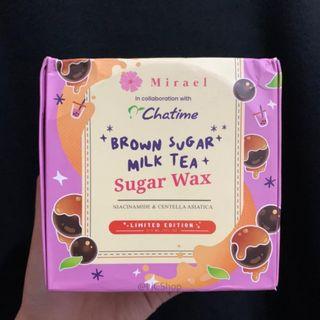 Mirael
In collaboration with
Chatime
BROWN SUGAR
MILK TEA
Sugar Wax
NIACINAMIDE & CENTELLA ASIATICA
LIMITED EDITION